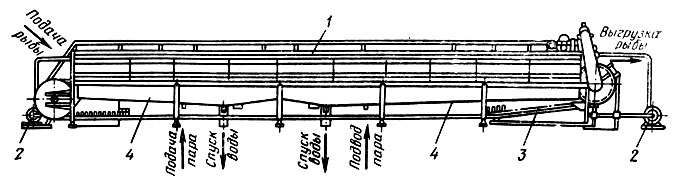 Подача
рыбы
1
Выгрузка
рыбы
2
4
Подача
пара
Спуск
воды
Спуск
воды
Подвод
пара
4
3
2